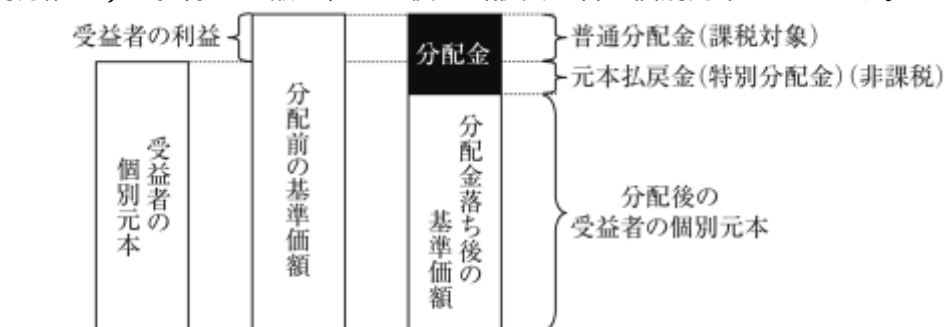 受益者の利益
分配金
普通分配金(課税対象)
元本払戻金(特別分配金)(非課税)
受益者の
個別元本
分配前の基準価額
分配金落ち後の
基準価額
分配後の
受益者の個別元本